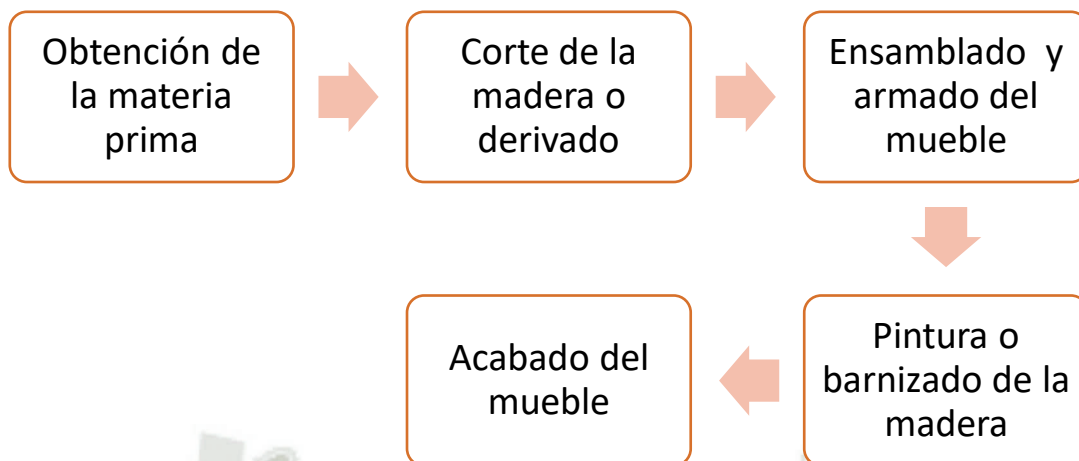 Obtención de
la materia
prima
Corte de la
madera o
derivado
Ensamblado y
armado del
mueble
Pintura o
barnizado de la
madera
Acabado del
mueble